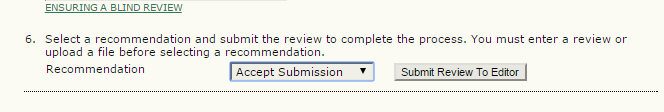 ENSURING A BLIND REVIEW
6. Select a recommendation and submit the review to complete the process. You must enter a review or
upload a file before selecting a recommendation.
Recommendation Accept Submission Submit Review To Editor